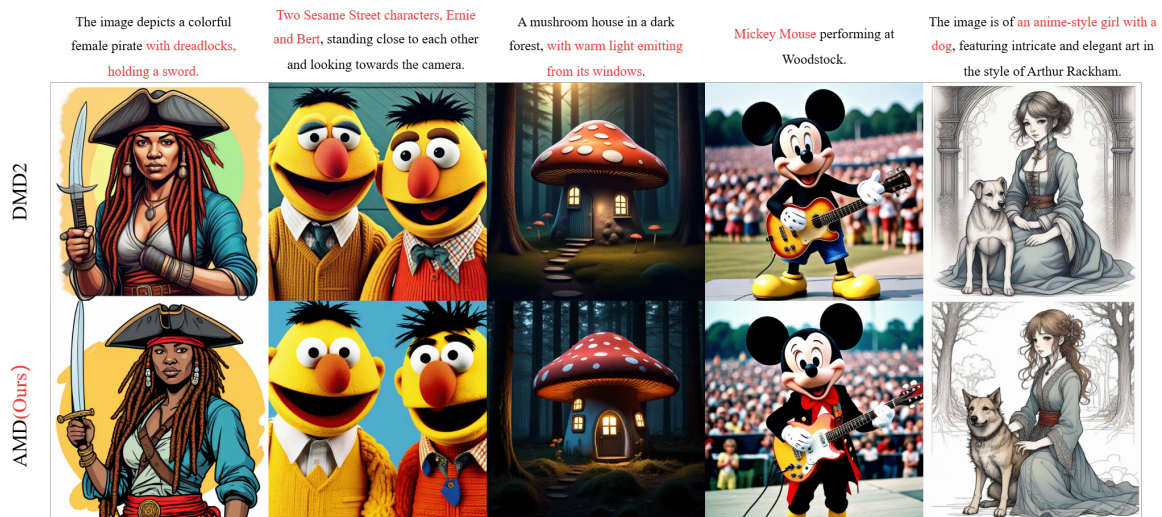 The image depicts a colorful
female pirate with dreadlocks,
holding a sword.
Two Sesame Street characters, Ernie
and Bert, standing close to each other
and looking towards the camera.
A mushroom house in a dark
forest, with warm light emitting
from its windows.
Mickey Mouse performing at
Woodstock.
The image is of an anime-style girl with a
dog, featuring intricate and elegant art in
the style of Arthur Rackham.
DMD2
AMD(Ours)